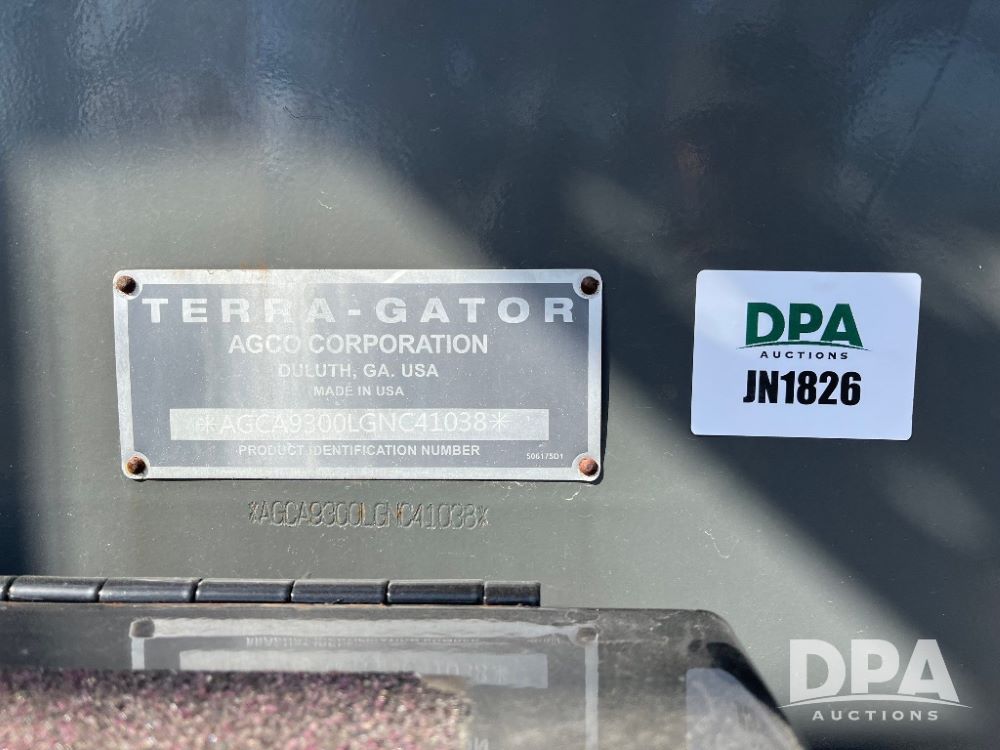 TERRA-GATOR
AGCO CORPORATION
DULUTH, GA. USA
MADE IN USA
*AGCA9300LGNC41038*
PRODUCT IDENTIFICATION NUMBER
506175D1
*AGCA9300LGNC41038*
DPA
AUCTIONS
JN1826
DPA
AUCTIONS